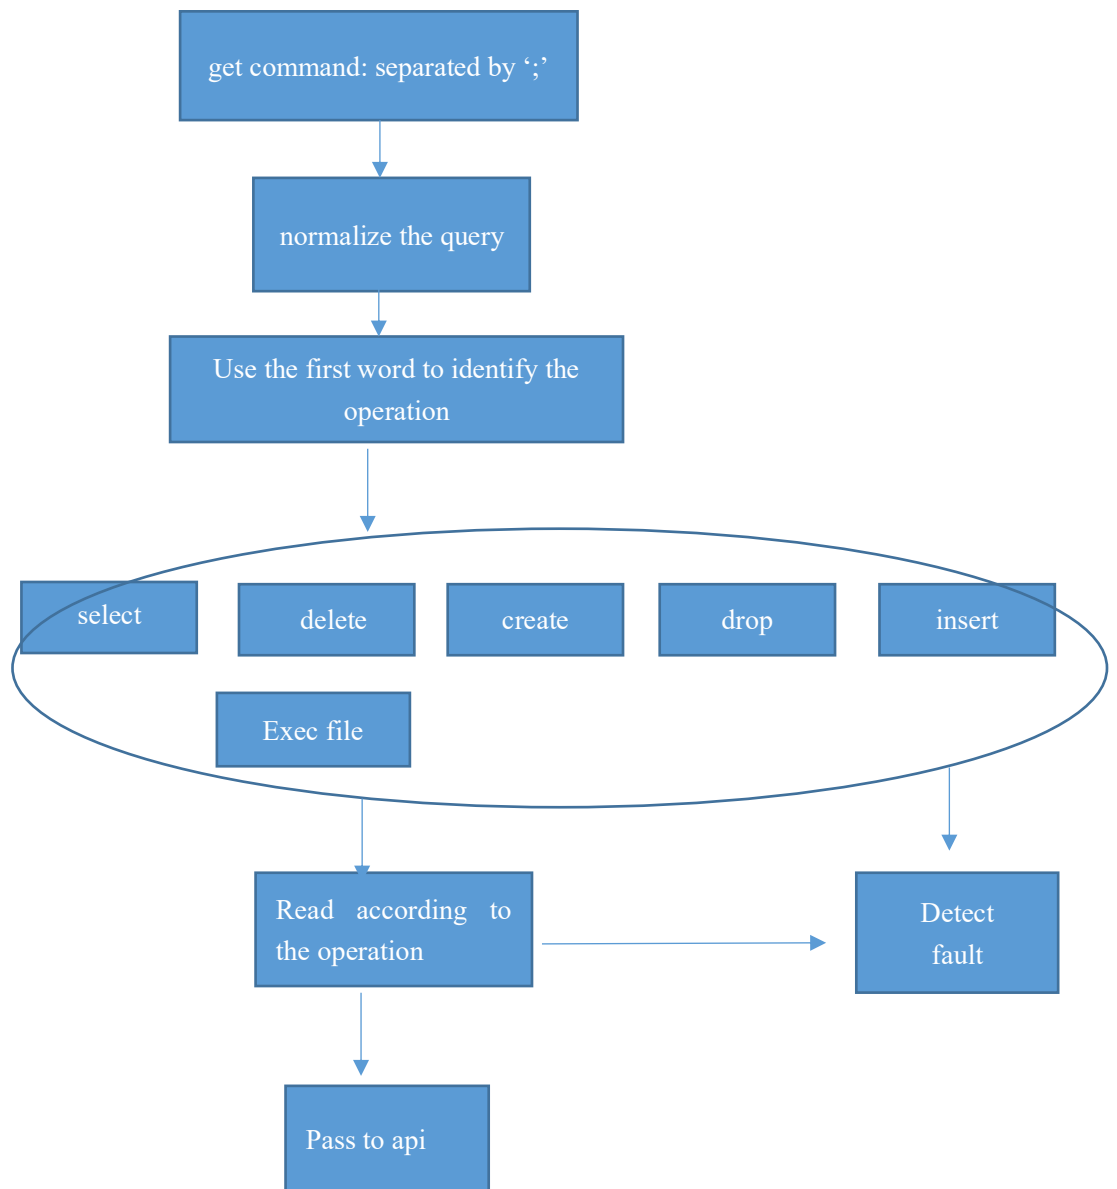 get command: separated by ‘;’
normalize the query
Use the first word to identify the
operation
select
delete
create
drop
insert
Exec file
Read according to
the operation
Detect
fault
Pass to api